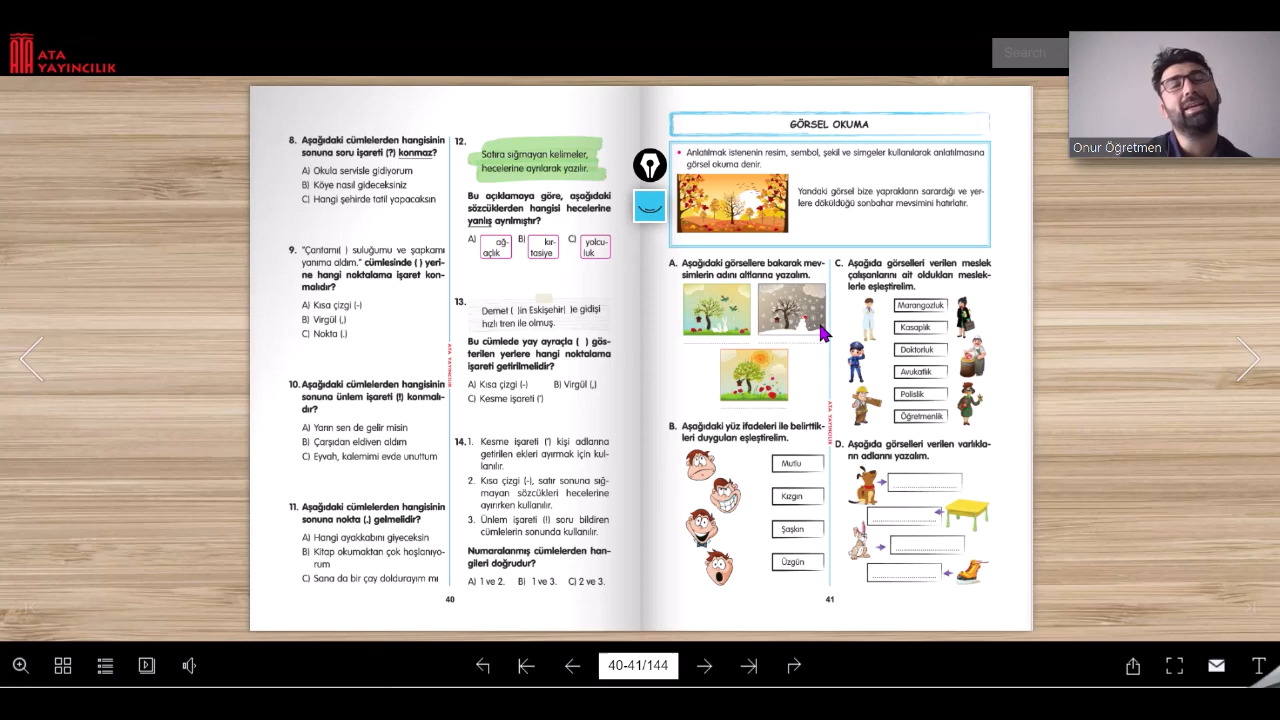 ATA
YAYINCILIK
Search
Onur Öğretmen
8. Aşağıdaki cümlelerden hangisinin
sonuna soru işareti (?) konmaz?
A) Okula servisle gidiyorum
B) Köye nasıl gideceksiniz
C) Hangi şehirde tatil yapacaksın
9. "Çantamı( ) suluğumu ve şapkamı
yanıma aldım." cümlesinde ( ) yeri-
ne hangi noktalama işaret kon-
malıdır?
A) Kısa çizgi (-)
B) Virgül (,)
C) Nokta (.)
10. Aşağıdaki cümlelerden hangisinin
sonuna ünlem işareti (!) konmalı-
dır?
A) Yarın sen de gelir misin
B) Çarşıdan eldiven aldım
C) Eyvah, kalemimi evde unuttum
11. Aşağıdaki cümlelerden hangisinin
sonuna nokta (.) gelmelidir?
A) Hangi ayakkabını giyeceksin
B) Kitap okumaktan çok hoşlanıyo-
rum
C) Sana da bir çay doldurayım mı
12.
Satıra sığmayan kelimeler,
hecelerine ayrılarak yazılır.
Bu açıklamaya göre, aşağıdaki
sözcüklerden hangisi hecelerine
yanlış ayrılmıştır?
A) ağ-
açlık
B) kır-
tasiye
C) yolcu-
luk
13.
Demet ( )in Eskişehir( )e gidişi
hızlı tren ile olmuş.
Bu cümlede yay ayraçla ( ) gös-
terilen yerlere hangi noktalama
işareti getirilmelidir?
A) Kısa çizgi (-) B) Virgül (,)
C) Kesme işareti (')
14. 1. Kesme işareti (') kişi adlarına
getirilen ekleri ayırmak için kul-
lanılır.
2. Kısa çizgi (-), satır sonuna sığ-
mayan sözcükleri hecelerine
ayırırken kullanılır.
3. Ünlem işareti (!) soru bildiren
cümlelerin sonunda kullanılır.
Numaralanmış cümlelerden han-
gileri doğrudur?
A) 1 ve 2. B) 1 ve 3. C) 2 ve 3.
ATA YAYINCILIK
40
GÖRSEL OKUMA
• Anlatılmak istenenin resim, sembol, şekil ve simgeler kullanılarak anlatılmasına
görsel okuma denir.
Yandaki görsel bize yaprakların sarardığı ve yer-
lere döküldüğü sonbahar mevsimini hatırlatır.
A. Aşağıdaki görsellere bakarak mev-
simlerin adını altlarına yazalım.
B. Aşağıdaki yüz ifadeleri ile belirttik-
leri duyguları eşleştirelim.
Mutlu
Kızgın
Şaşkın
Üzgün
ATA YAYINCILIK
C. Aşağıda görselleri verilen meslek
çalışanlarını ait oldukları meslek-
lerle eşleştirelim.
Marangozluk
Kasaplık
Doktorluk
Avukatlık
Polislik
Öğretmenlik
D. Aşağıda görselleri verilen varlıkla-
rın adlarını yazalım.
41
40-41/144